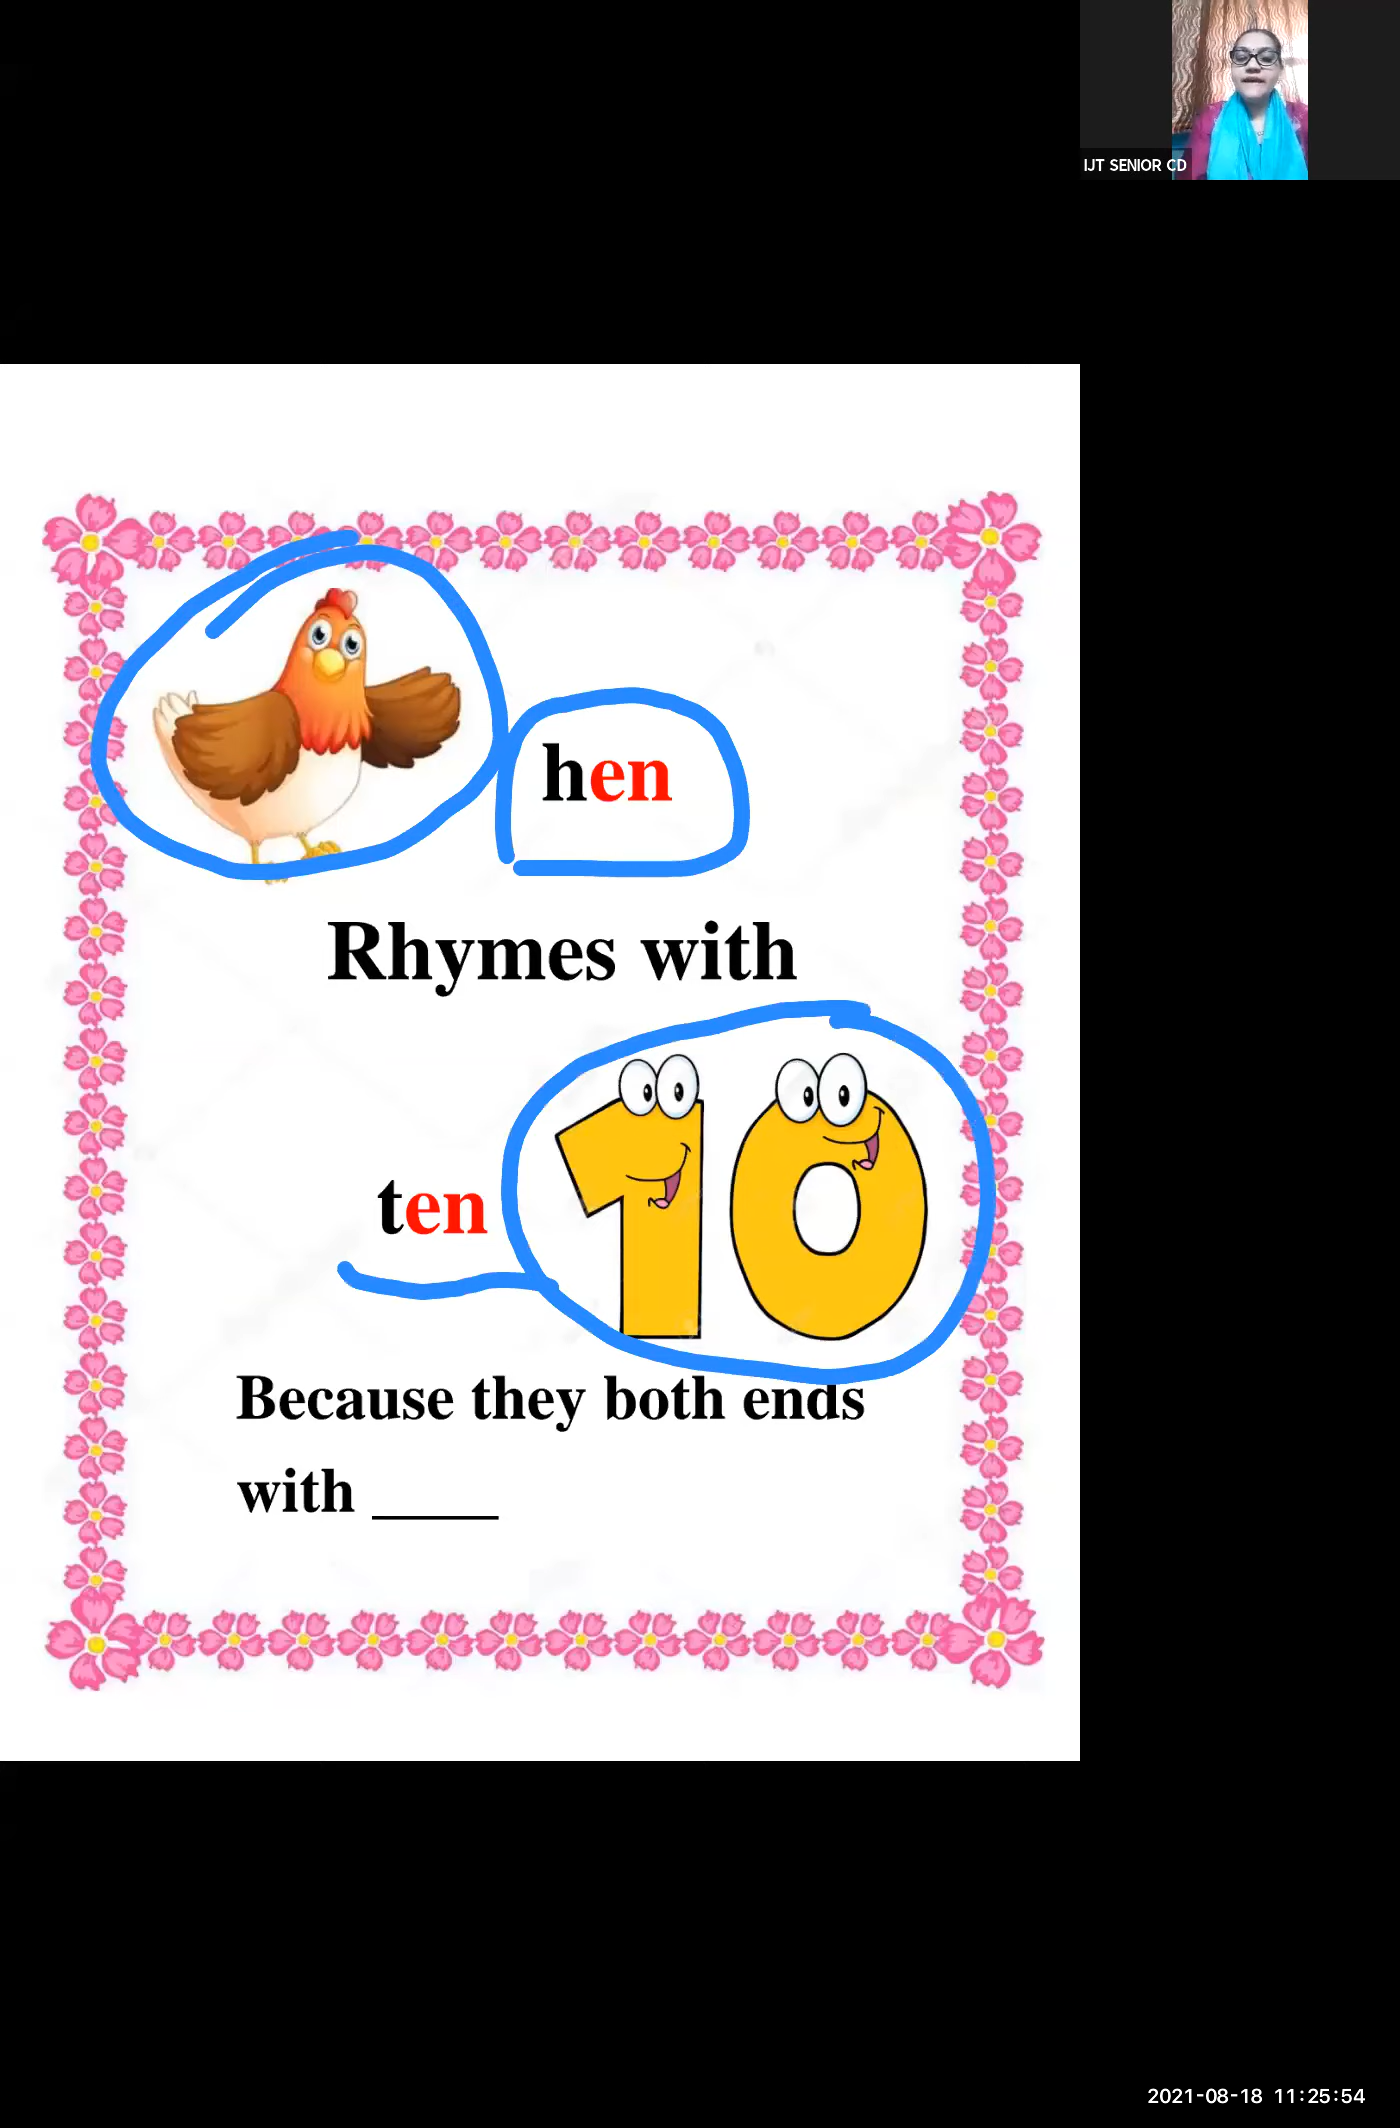 IJT SENIOR CD
hen
Rhymes with
ten 10
Because they both ends
with ____
2021-08-18 11:25:54